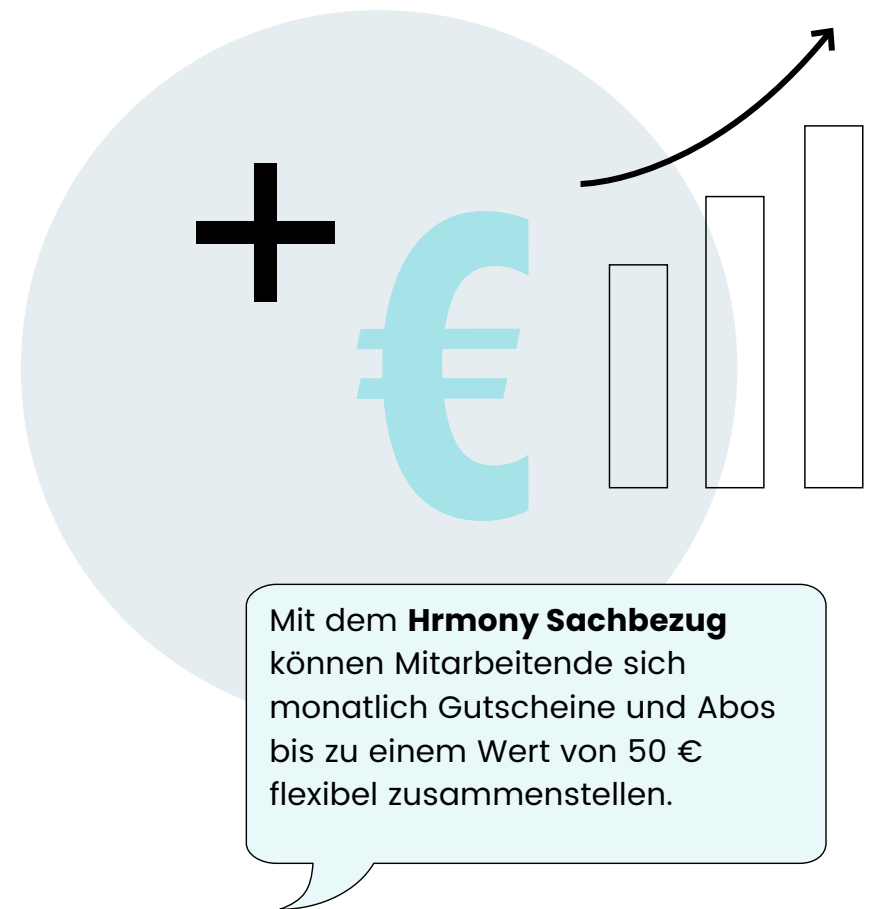 +
€
Mit dem Hrmony Sachbezug
können Mitarbeitende sich
monatlich Gutscheine und Abos
bis zu einem Wert von 50 €
flexibel zusammenstellen.